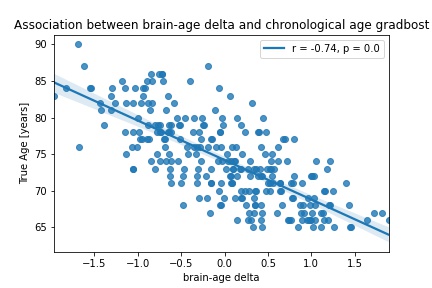 Association between brain-age delta and chronological age gradbost
r = -0.74, p = 0.0
True Age [years]
90
85
80
75
70
65
−1.5 −1.0 −0.5 0.0 0.5 1.0 1.5
brain-age delta